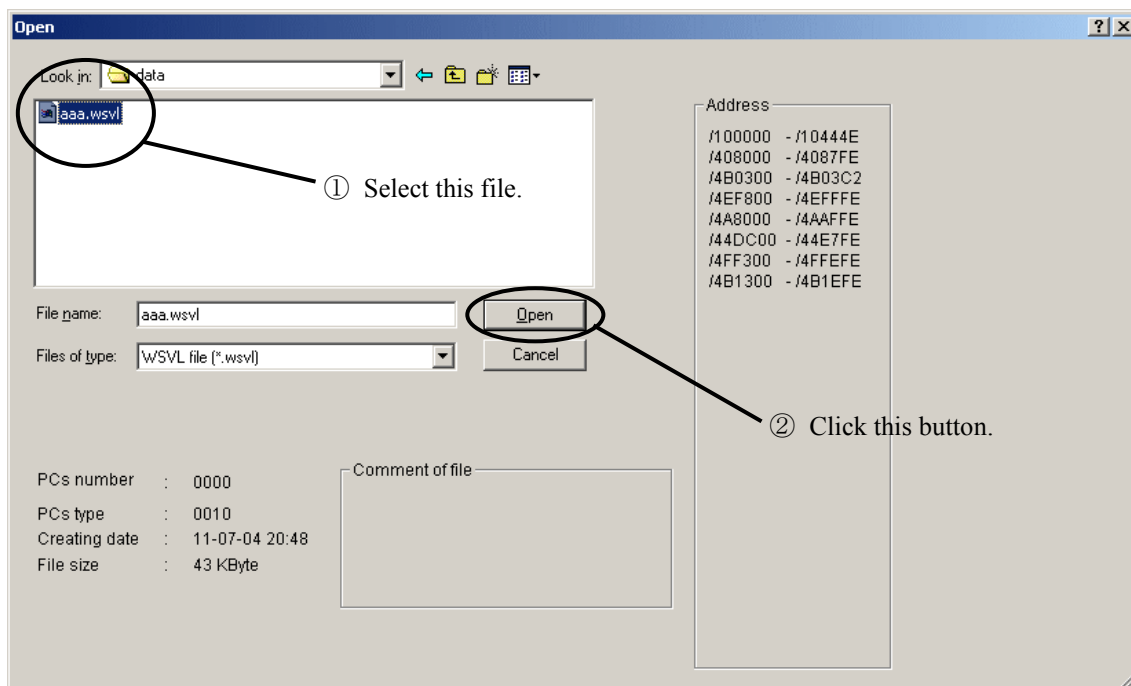 Open
Look in: data
aaa.wsvl
① Select this file.
File name: aaa.wsvl
Open
Files of type: WSVL file (*.wsvl)
Cancel
② Click this button.
Address
/100000 - /10444E
/408000 - /4087FE
/4B0300 - /4B03C2
/4EF800 - /4EFFFE
/4A8000 - /4AAFFE
/44DC00 - /44E7FE
/4FF300 - /4FFEFE
/4B1300 - /4B1EFE
PCs number : 0000
PCs type : 0010
Creating date : 11-07-04 20:48
File size : 43 KByte
Comment of file